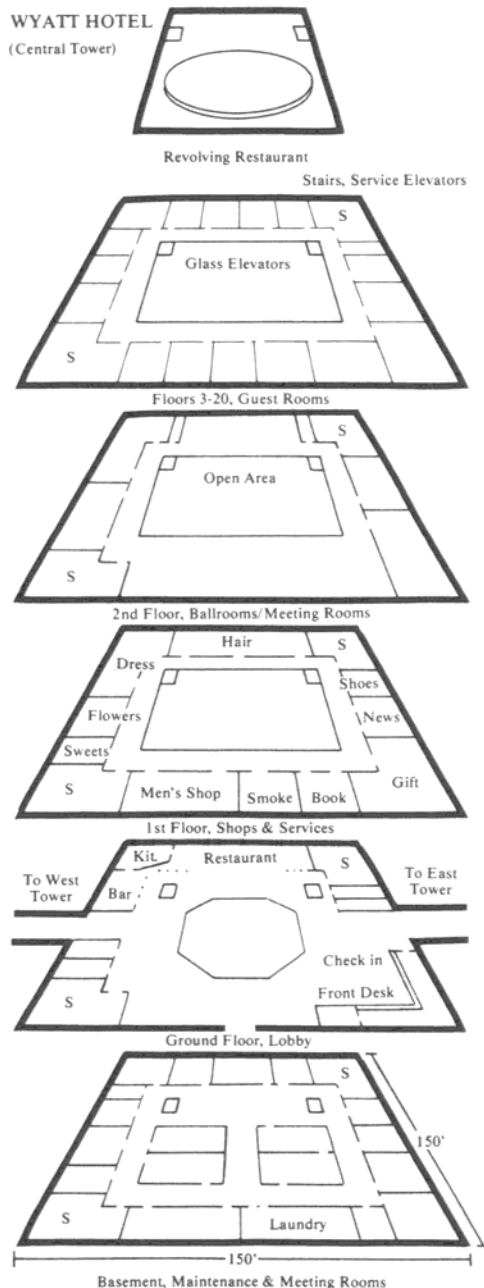 WYATT HOTEL
(Central Tower)
Revolving Restaurant
Stairs, Service Elevators
S
Glass Elevators
S
Floors 3-20, Guest Rooms
S
Open Area
S
2nd Floor, Ballrooms/Meeting Rooms
Hair
S
Dress
Shoes
Flowers
News
Sweets
S
Men's Shop
Smoke
Book
Gift
1st Floor, Shops & Services
Kit.
Restaurant
S
To West
Tower
To East
Tower
Bar
Check in
S
Front Desk
Ground Floor, Lobby
S
150'
S
Laundry
150'
Basement, Maintenance & Meeting Rooms